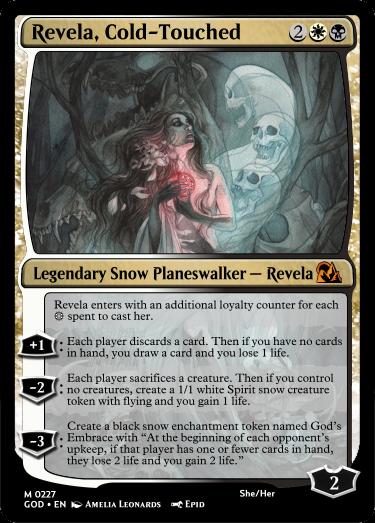 Revela, Cold-Touched 2
Legendary Snow Planeswalker — Revela
Revela enters with an additional loyalty counter for each
spent to cast her.
+1: Each player discards a card. Then if you have no cards
in hand, you draw a card and you lose 1 life.
-2: Each player sacrifices a creature. Then if you control
no creatures, create a 1/1 white Spirit snow creature
token with flying and you gain 1 life.
-3: Create a black snow enchantment token named God's
Embrace with “At the beginning of each opponent's
upkeep, if that player has one or fewer cards in hand,
they lose 2 life and you gain 2 life.”
2
M 0227
She/Her
GOD • EN Amelia Leonards Epid